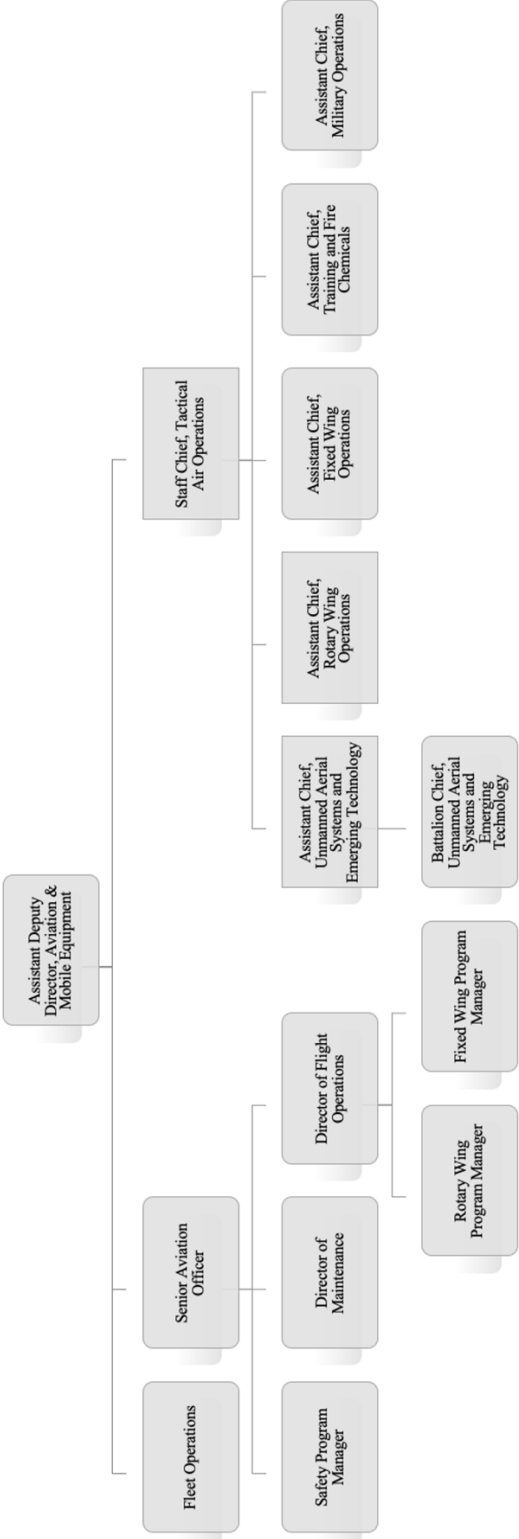 Assistant Deputy
Director, Aviation &
Mobile Equipment
Fleet Operations
Senior Aviation
Officer
Staff Chief, Tactical
Air Operations
Safety Program
Manager
Director of
Maintenance
Director of Flight
Operations
Assistant Chief,
Unmanned Aerial
Systems and
Emerging Technology
Assistant Chief,
Rotary Wing
Operations
Assistant Chief,
Fixed Wing
Operations
Assistant Chief,
Training and Fire
Chemicals
Assistant Chief,
Military Operations
Rotary Wing
Program Manager
Fixed Wing Program
Manager
Battalion Chief,
Unmanned Aerial
Systems and
Emerging
Technology